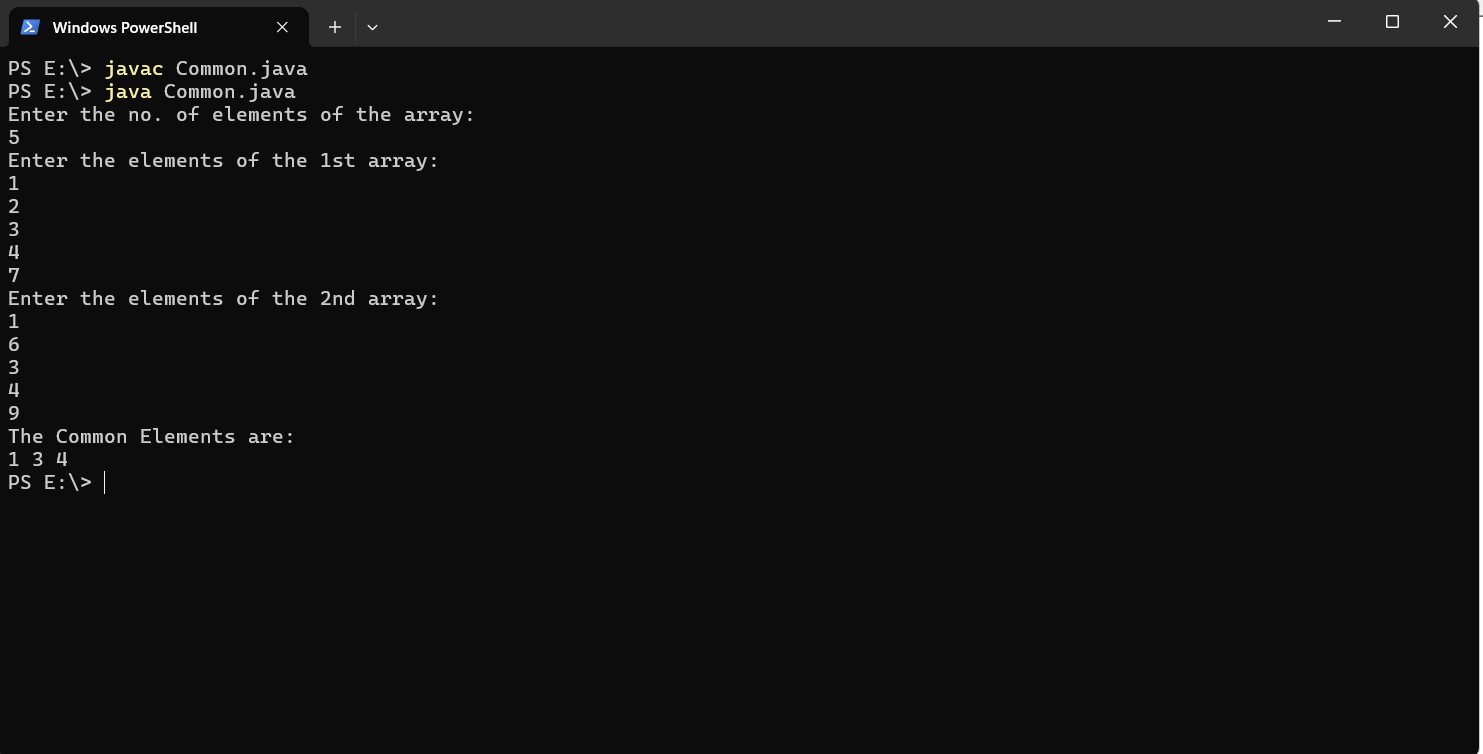 Windows PowerShell
PS E:\> javac Common.java
PS E:\> java Common.java
Enter the no. of elements of the array:
5
Enter the elements of the 1st array:
1
2
3
4
7
Enter the elements of the 2nd array:
1
6
3
4
9
The Common Elements are:
1 3 4
PS E:\>